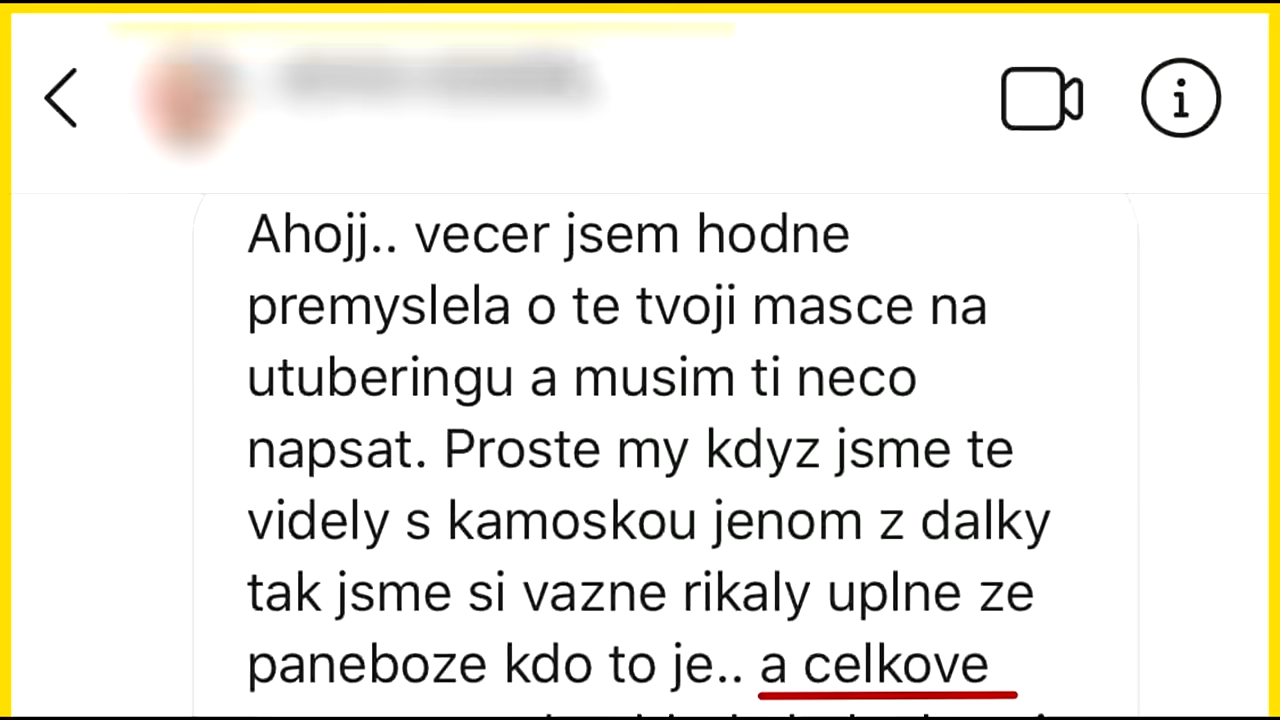 Ahojj.. vecer jsem hodne
premyslela o te tvoji masce na
utuberingu a musim ti neco
napsat. Proste my kdyz jsme te
videly s kamoskou jenom z dalky
tak jsme si vazne rikaly uplne ze
paneboze kdo to je.. a celkove